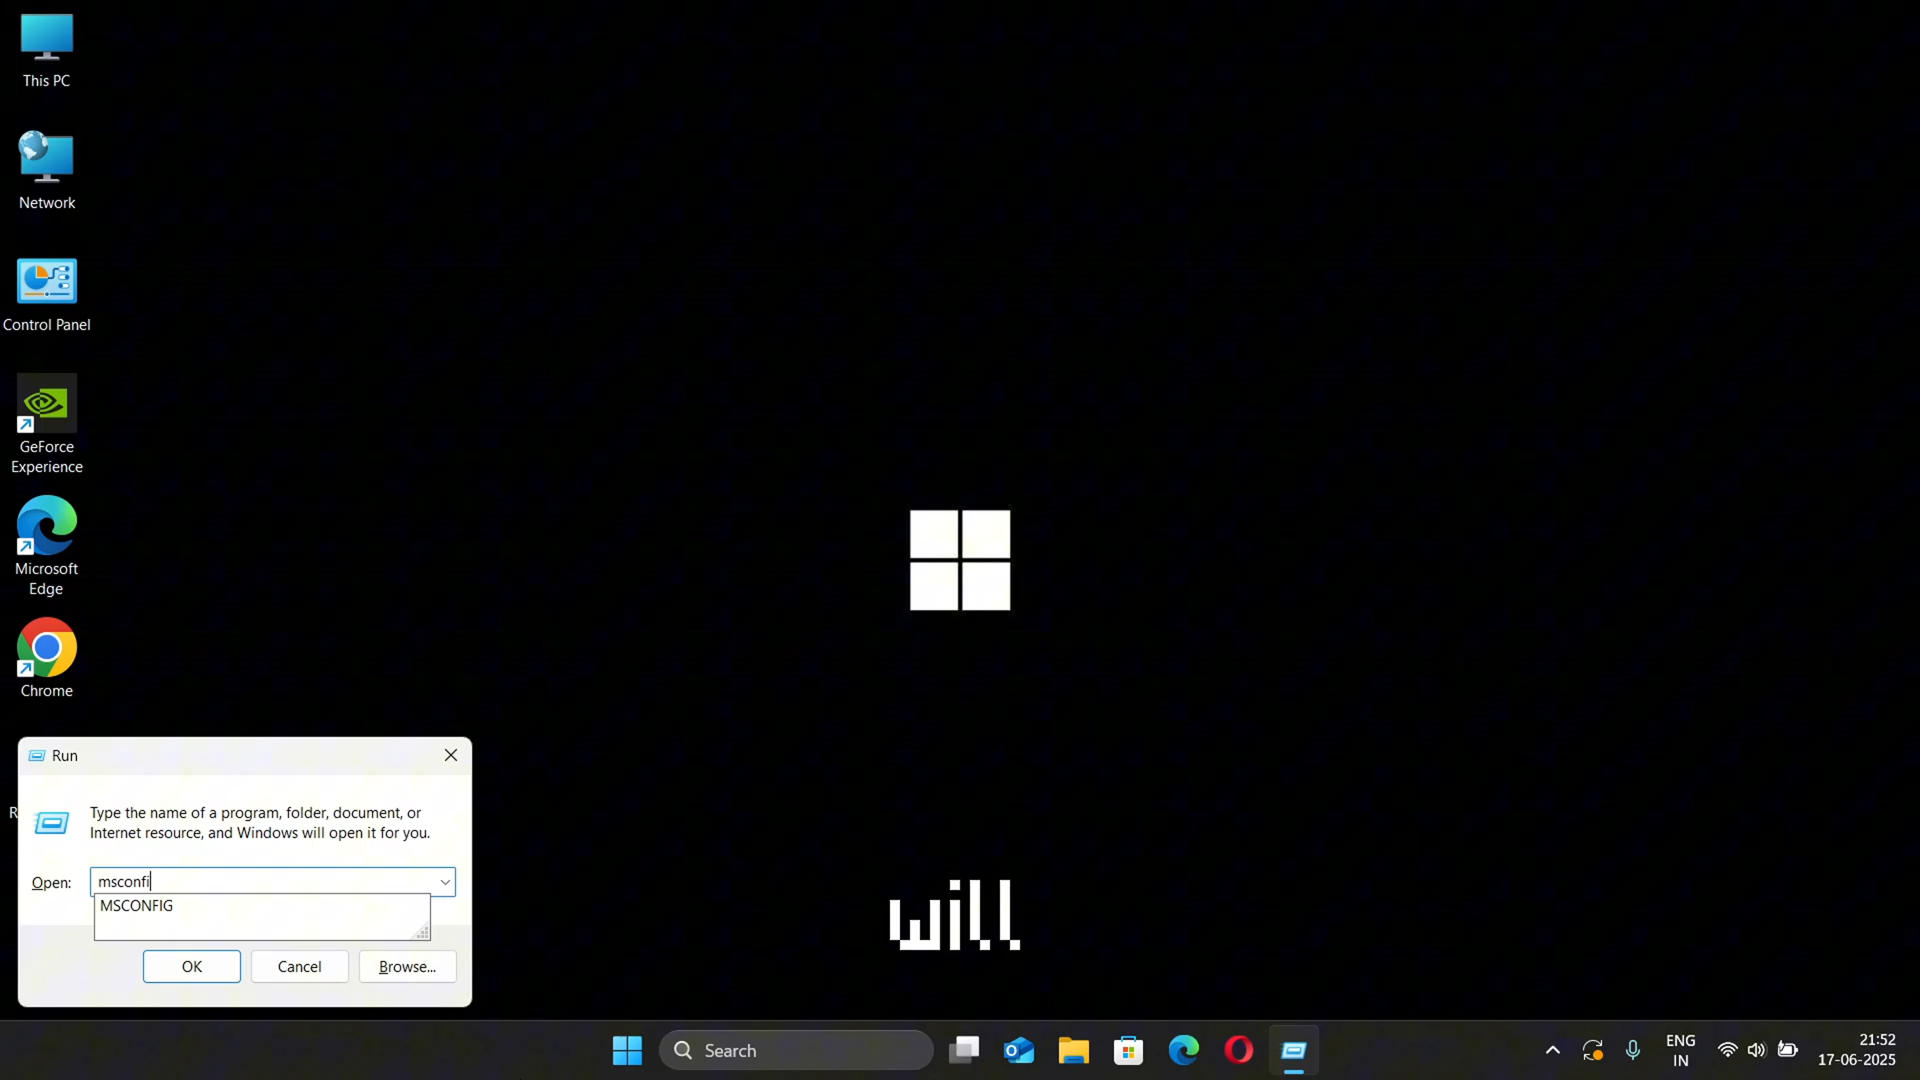 This PC
Network
Control Panel
GeForce
Experience
Microsoft
Edge
Chrome
R
Run
Type the name of a program, folder, document, or
Internet resource, and Windows will open it for you.
Open:
msconfi
MSCONFIG
OK
Cancel
Browse...
will
Search
ENG
IN
21:52
17-06-2025